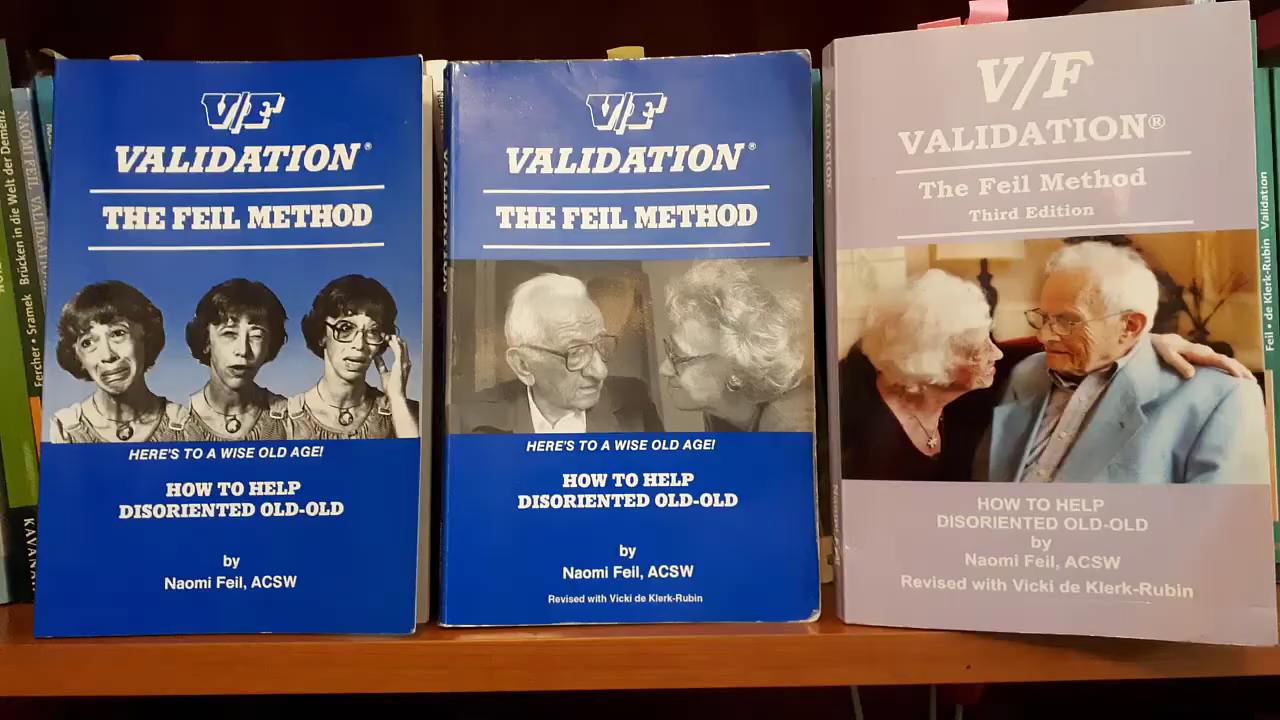 V/F
VALIDATION®
THE FEIL METHOD
HERE'S TO A WISE OLD AGE!
HOW TO HELP
DISORIENTED OLD-OLD
by
Naomi Feil, ACSW
V/F
VALIDATION®
THE FEIL METHOD
HERE'S TO A WISE OLD AGE!
HOW TO HELP
DISORIENTED OLD-OLD
by
Naomi Feil, ACSW
Revised with Vicki de Klerk-Rubin
V/F
VALIDATION®
The Feil Method
Third Edition
HOW TO HELP
DISORIENTED OLD-OLD
by
Naomi Feil, ACSW
Revised with Vicki de Klerk-Rubin
Fercher • Sramek Brücken in die Welt der Demenz
NAOMI FEIL
Feil • de Klerk-Rubin Validation